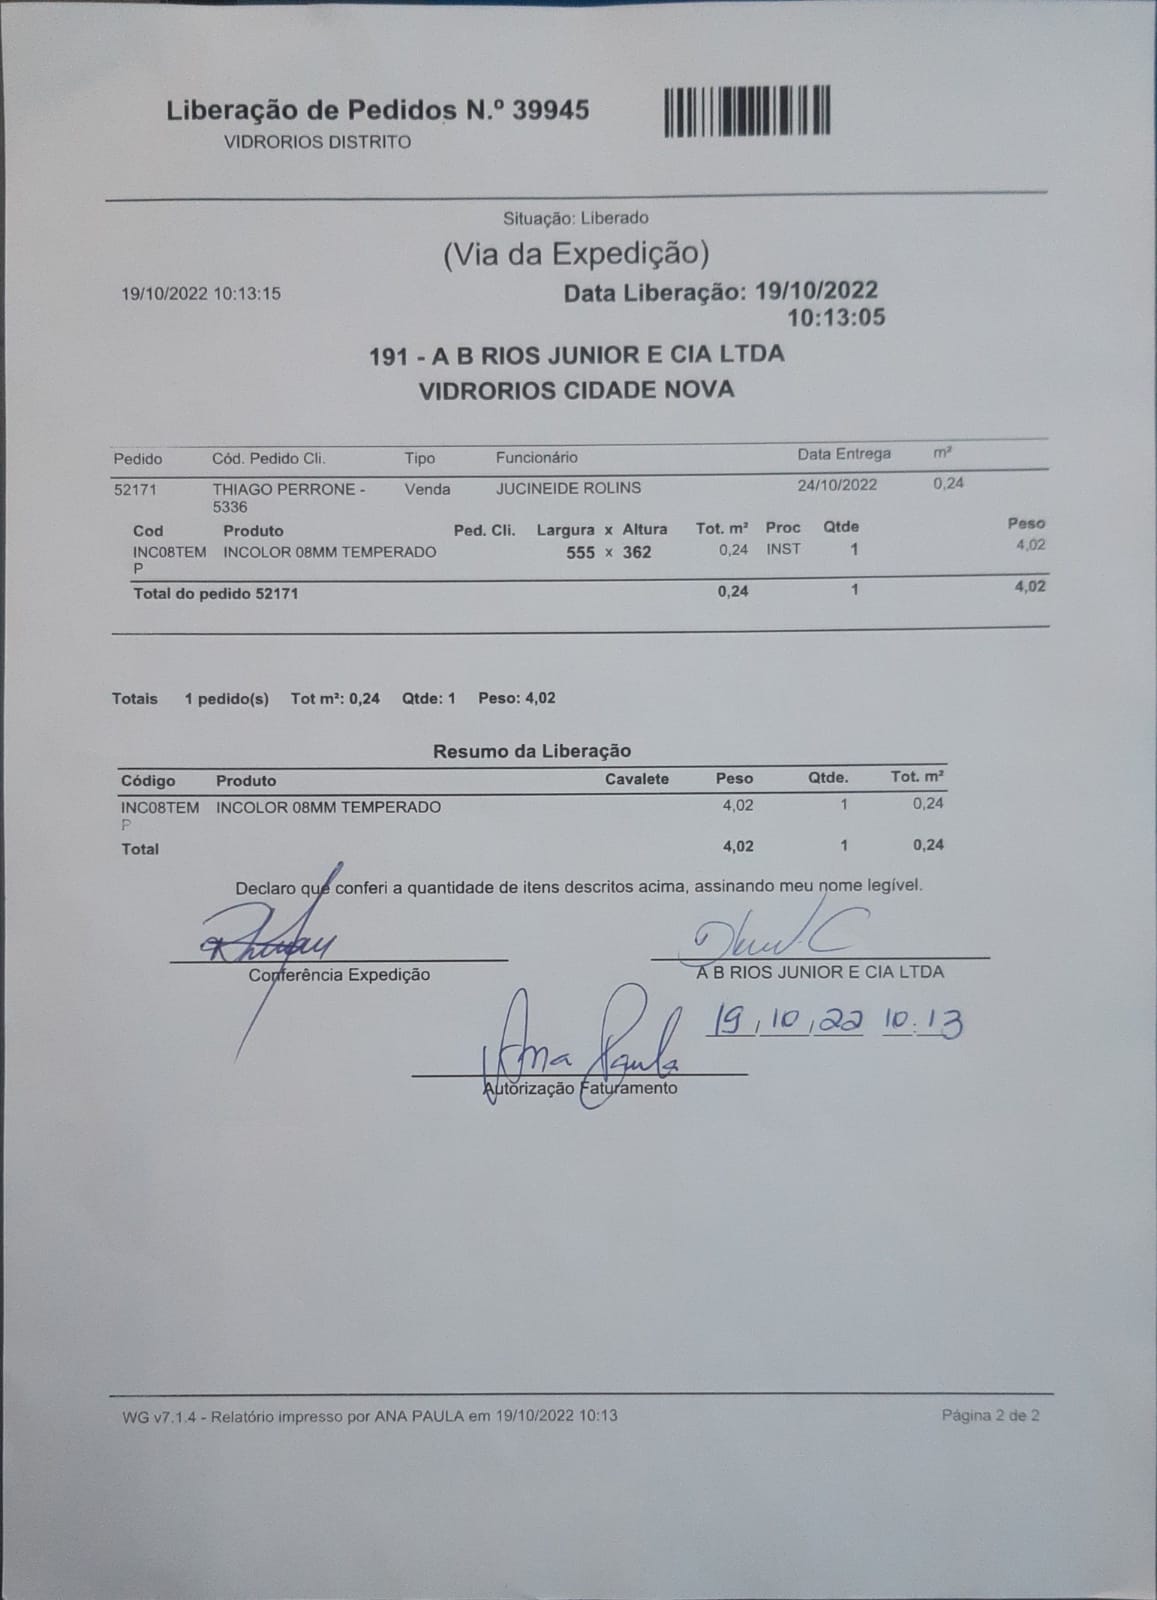 Liberação de Pedidos N.º 39945
VIDRORIOS DISTRITO
Situação: Liberado
(Via da Expedição)
19/10/2022 10:13:15
Data Liberação: 19/10/2022
10:13:05
191 - A B RIOS JUNIOR E CIA LTDA
VIDRORIOS CIDADE NOVA
Pedido Cód. Pedido Cli. Tipo Funcionário Data Entrega m²
52171 THIAGO PERRONE - Venda JUCINEIDE ROLINS 24/10/2022 0,24
5336
Cod Produto Ped. Cli. Largura x Altura Tot. m² Proc Qtde Peso
INC08TEM INCOLOR 08MM TEMPERADO 555 x 362 0,24 INST 1 4,02
P
Total do pedido 52171 0,24 1 4,02
Totais 1 pedido(s) Tot m²: 0,24 Qtde: 1 Peso: 4,02
Resumo da Liberação
Código Produto Cavalete Peso Qtde. Tot. m²
INC08TEM INCOLOR 08MM TEMPERADO 4,02 1 0,24
P
Total 4,02 1 0,24
Declaro que conferi a quantidade de itens descritos acima, assinando meu nome legível.
Conferência Expedição
A B RIOS JUNIOR E CIA LTDA
19/10/22 10:13
Ana Paula
Autorização Faturamento
WG v7.1.4 - Relatório impresso por ANA PAULA em 19/10/2022 10:13
Página 2 de 2